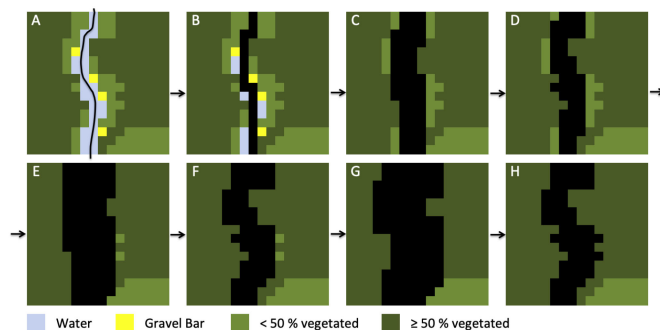 A B C D
E F G H
Water Gravel Bar < 50 % vegetated ≥ 50 % vegetated